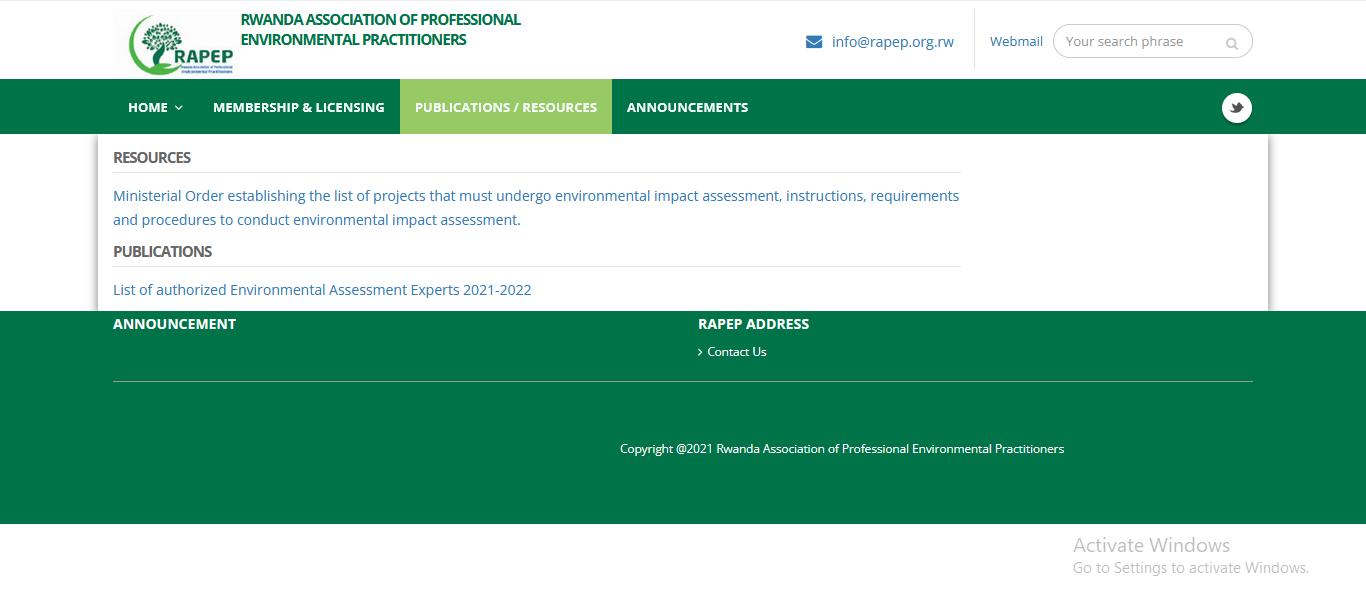 RWANDA ASSOCIATION OF PROFESSIONAL
ENVIRONMENTAL PRACTITIONERS
RAPEP
Rwanda Association of Professional
Environmental Practitioners
info@rapep.org.rw
Webmail
Your search phrase
HOME
MEMBERSHIP & LICENSING
PUBLICATIONS / RESOURCES
ANNOUNCEMENTS
RESOURCES
Ministerial Order establishing the list of projects that must undergo environmental impact assessment, instructions, requirements
and procedures to conduct environmental impact assessment.
PUBLICATIONS
List of authorized Environmental Assessment Experts 2021-2022
ANNOUNCEMENT
RAPEP ADDRESS
Contact Us
Copyright @2021 Rwanda Association of Professional Environmental Practitioners
Activate Windows
Go to Settings to activate Windows.